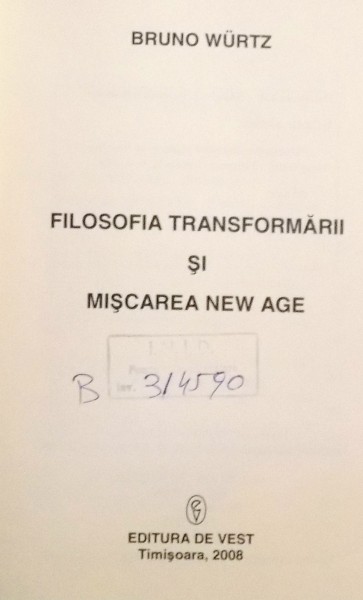 BRUNO WÜRTZ
FILOSOFIA TRANSFORMĂRII
ŞI
MIŞCAREA NEW AGE
B 314590
EDITURA DE VEST
Timişoara, 2008